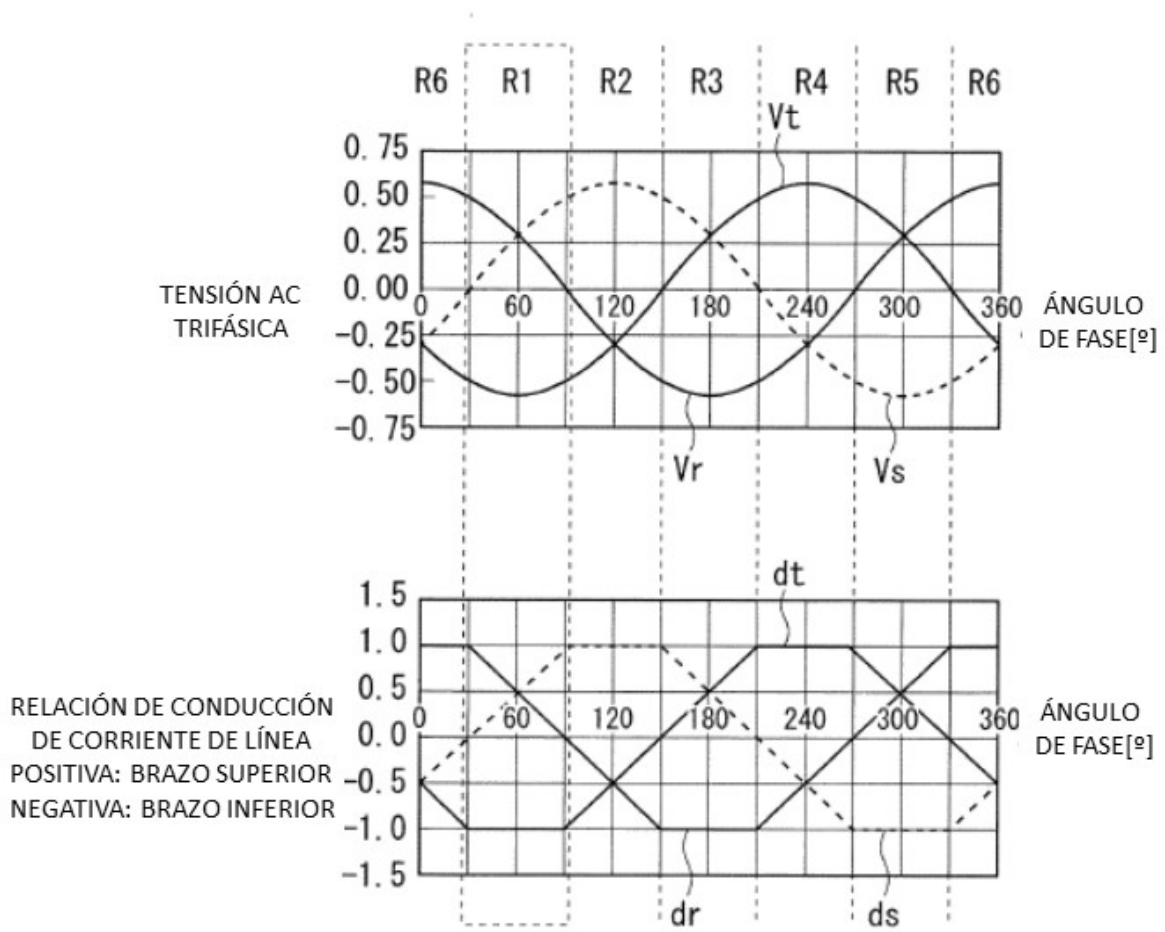 R6 R1 R2 R3 R4 R5 R6
Vt
0.75
0.50
0.25
0.00
-0.25
-0.50
-0.75
TENSIÓN AC
TRIFÁSICA
0 60 120 180 240 300 360
ÁNGULO
DE FASE[º]
Vr Vs
dt
1.5
1.0
0.5
0.0
-0.5
-1.0
-1.5
RELACIÓN DE CONDUCCIÓN
DE CORRIENTE DE LÍNEA
POSITIVA: BRAZO SUPERIOR
NEGATIVA: BRAZO INFERIOR
0 60 120 180 240 300 360
ÁNGULO
DE FASE[º]
dr ds